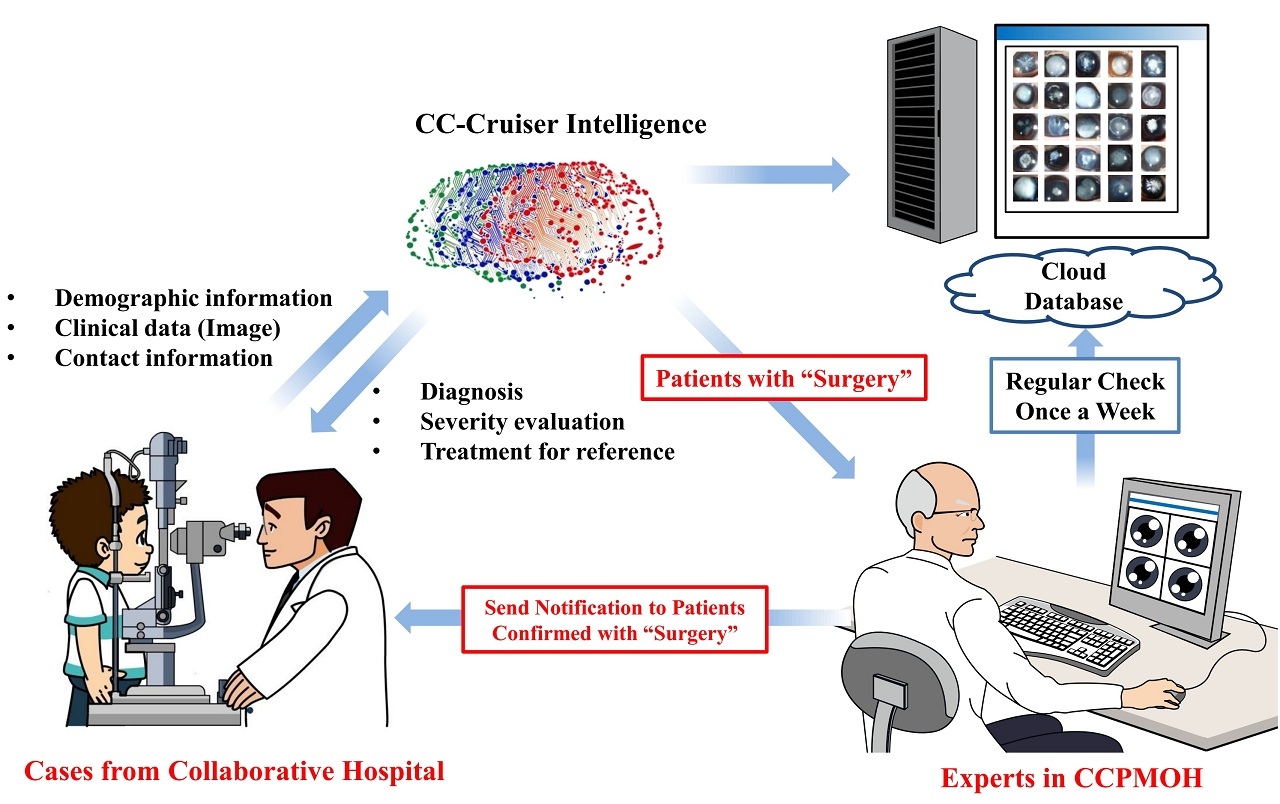 CC-Cruiser Intelligence
Cloud
Database
• Demographic information
• Clinical data (Image)
• Contact information
Patients with “Surgery”
Regular Check
Once a Week
• Diagnosis
• Severity evaluation
• Treatment for reference
Send Notification to Patients
Confirmed with “Surgery”
Cases from Collaborative Hospital
Experts in CCPMOH